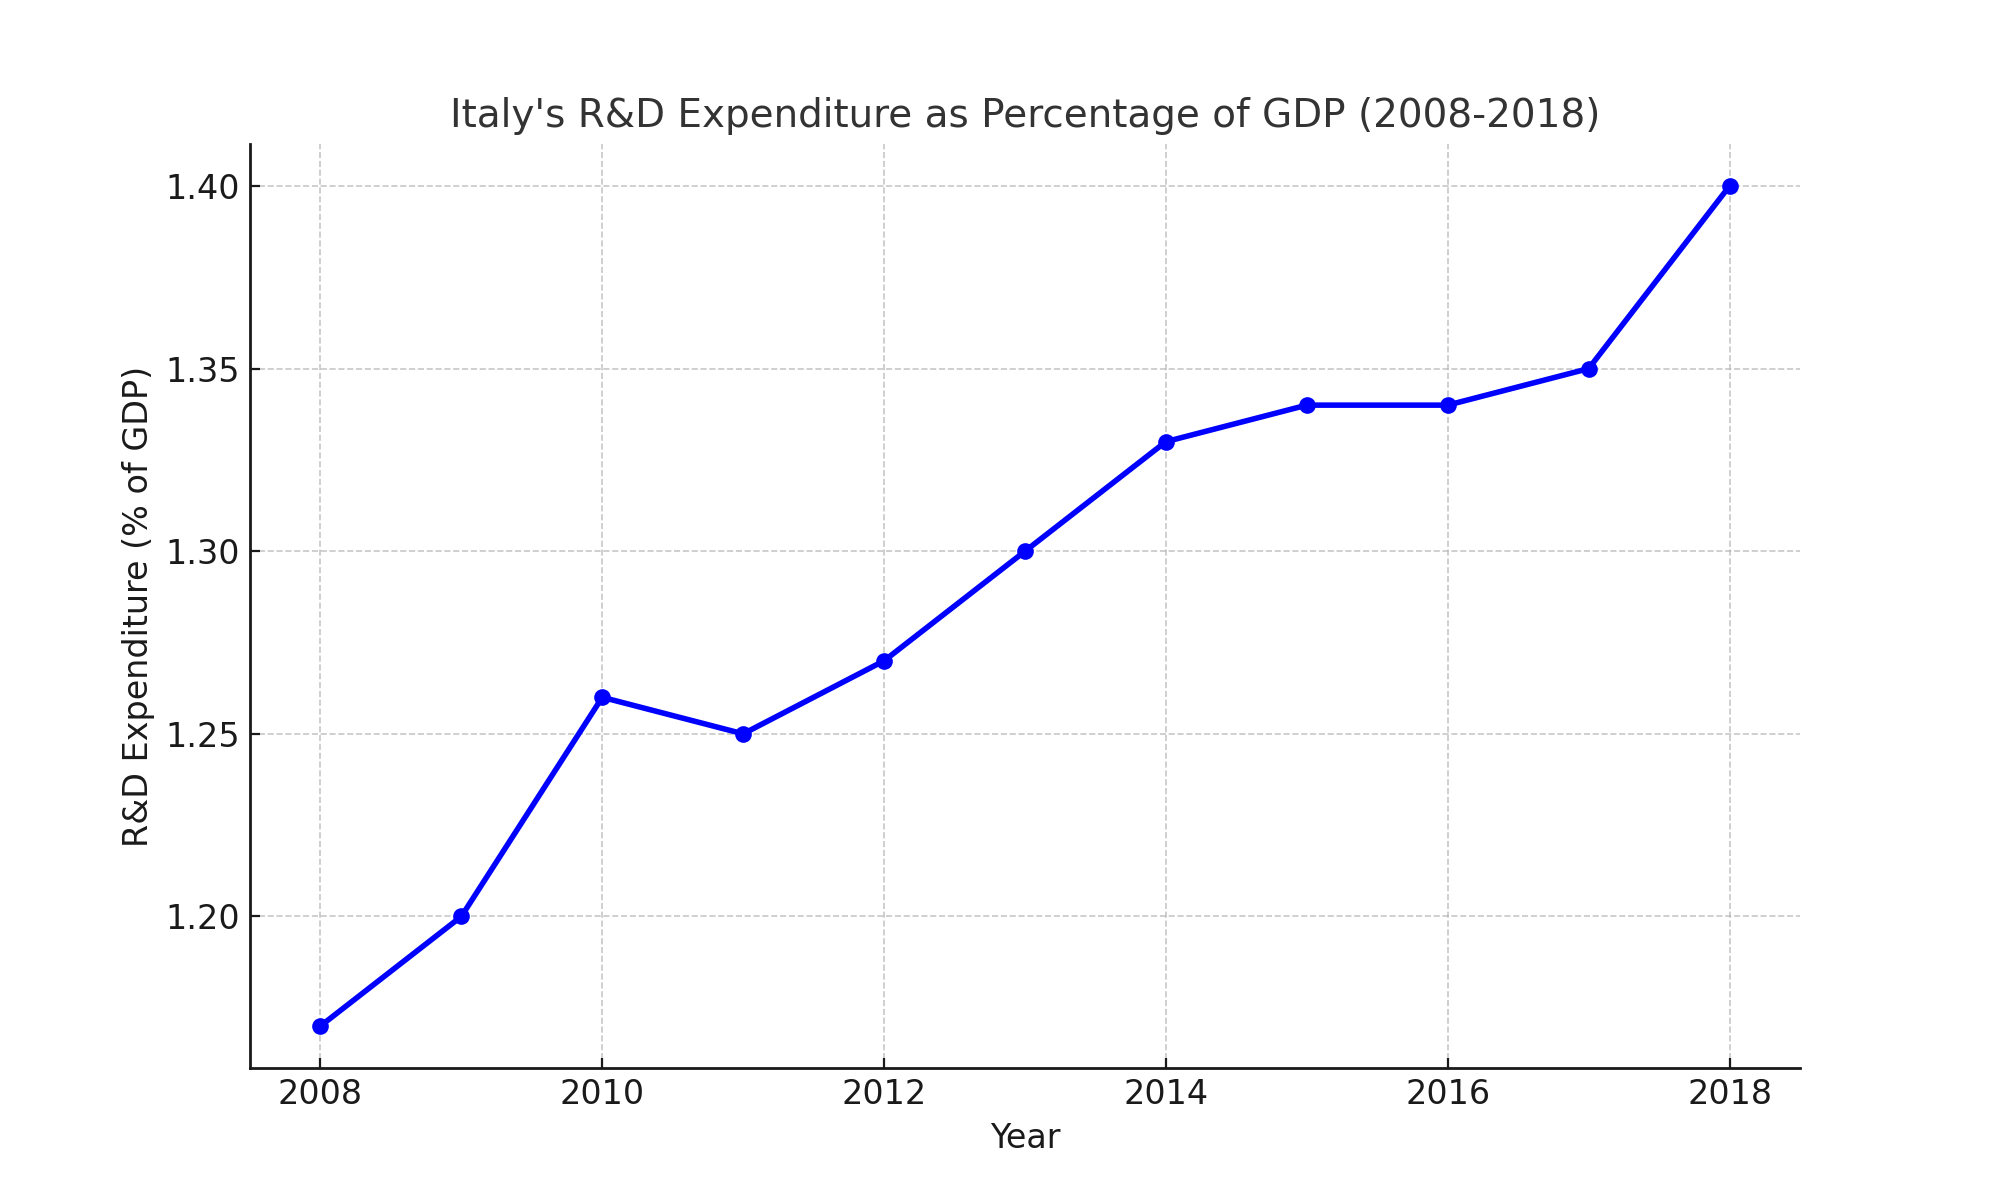 Italy's R&D Expenditure as Percentage of GDP (2008-2018)
R&D Expenditure (% of GDP)
1.40
1.35
1.30
1.25
1.20
2008 2010 2012 2014 2016 2018
Year